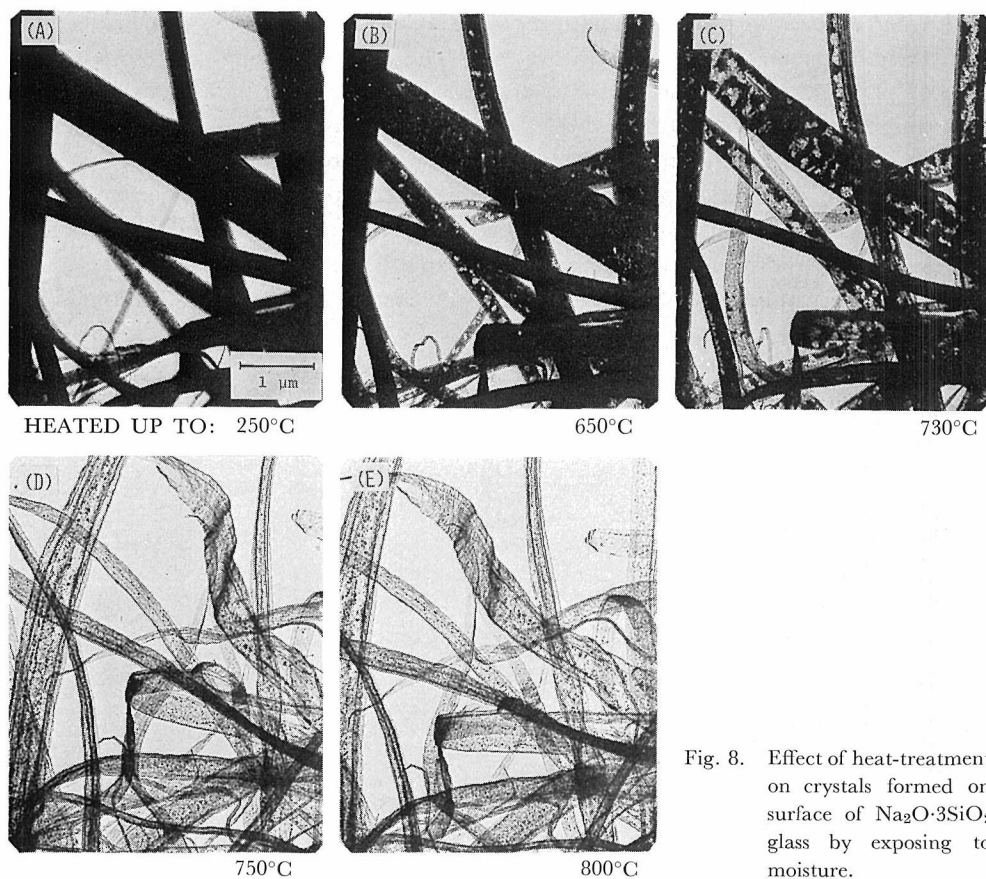 (A)
(B)
(C)
1 μm
HEATED UP TO: 250°C
650°C
730°C
(D)
(E)
750°C
800°C
Fig. 8. Effect of heat-treatment
on crystals formed on
surface of Na₂O·3SiO₂
glass by exposing to
moisture.